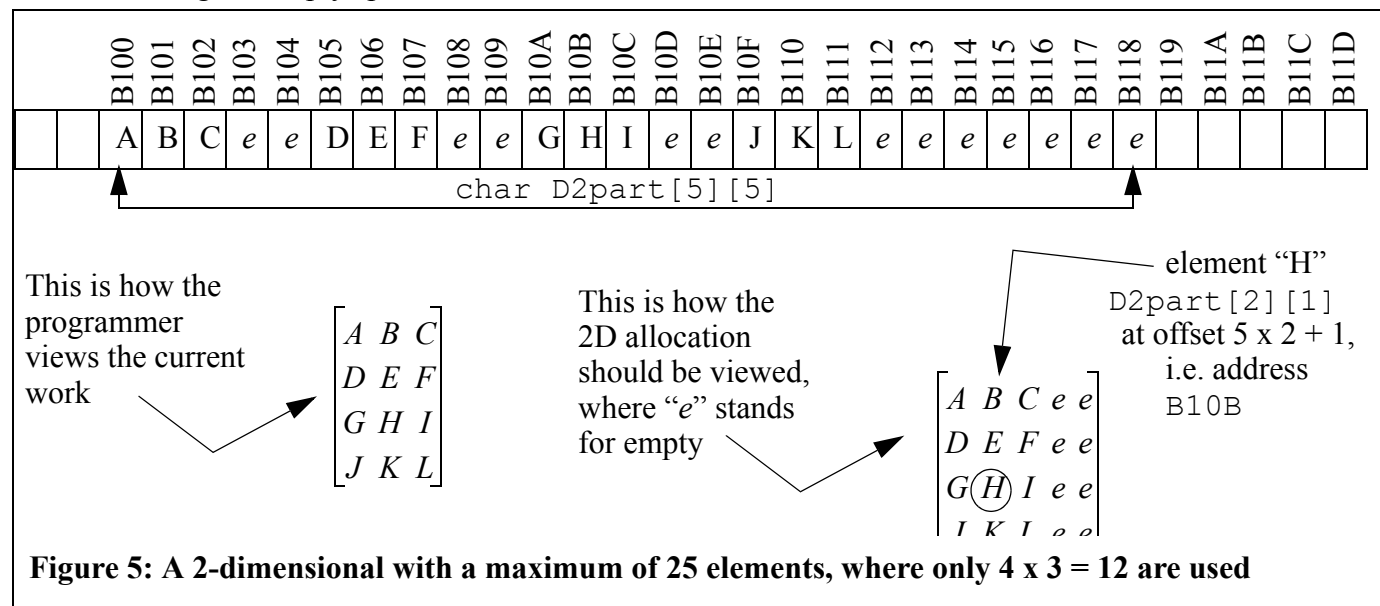 B100 B101 B102 B103 B104 B105 B106 B107 B108 B109 B10A B10B B10C B10D B10E B10F B110 B111 B112 B113 B114 B115 B116 B117 B118 B119 B11A B11B B11C B11D
A B C e e D E F e e G H I e e J K L e e e e e e e
char D2part[5][5]
This is how the
programmer
views the current
work
A B C
D E F
G H I
J K L
This is how the
2D allocation
should be viewed,
where “e” stands
for empty
element “H”
D2part[2][1]
at offset 5 x 2 + 1,
i.e. address
B10B
A B C e e
D E F e e
G H I e e
J K L e e
Figure 5: A 2-dimensional with a maximum of 25 elements, where only 4 x 3 = 12 are used